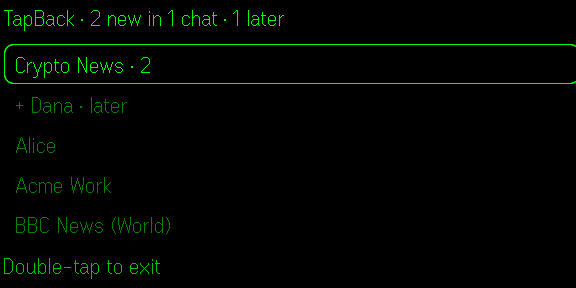 TapBack · 2 new in 1 chat · 1 later
Crypto News · 2
+ Dana · later
Alice
Acme Work
BBC News (World)
Double-tap to exit